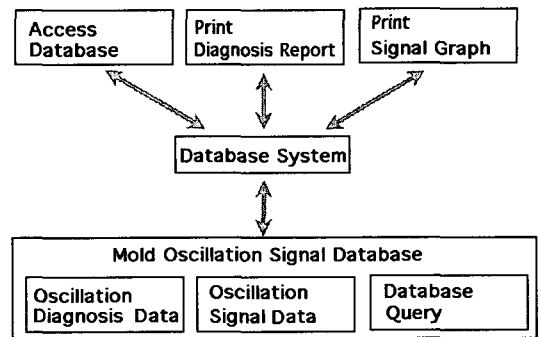 Access
Database
Print
Diagnosis Report
Print
Signal Graph
Database System
Mold Oscillation Signal Database
Oscillation
Diagnosis Data
Oscillation
Signal Data
Database
Query